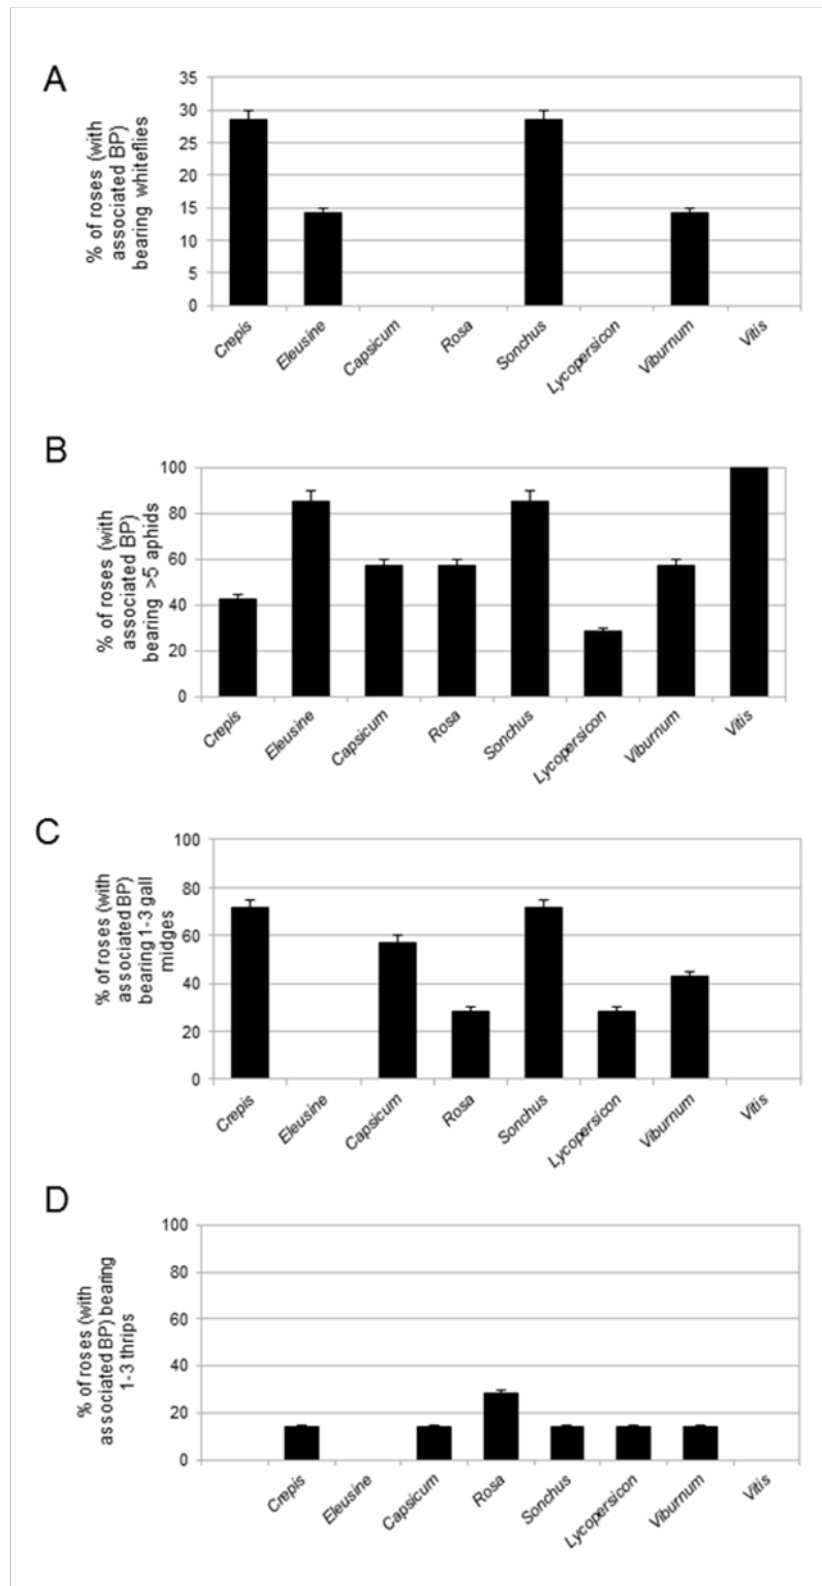 A
% of roses (with
associated BP)
bearing whiteflies
35
30
25
20
15
10
5
0
Crepis
Eleusine
Capsicum
Rosa
Sonchus
Lycopersicon
Viburnum
Vitis
B
% of roses (with
associated BP)
bearing >5 aphids
100
80
60
40
20
0
Crepis
Eleusine
Capsicum
Rosa
Sonchus
Lycopersicon
Viburnum
Vitis
C
% of roses (with
associated BP)
bearing 1-3 gall
midges
100
80
60
40
20
0
Crepis
Eleusine
Capsicum
Rosa
Sonchus
Lycopersicon
Viburnum
Vitis
D
% of roses (with
associated BP) bearing
1-3 thrips
100
80
60
40
20
0
Crepis
Eleusine
Capsicum
Rosa
Sonchus
Lycopersicon
Viburnum
Vitis